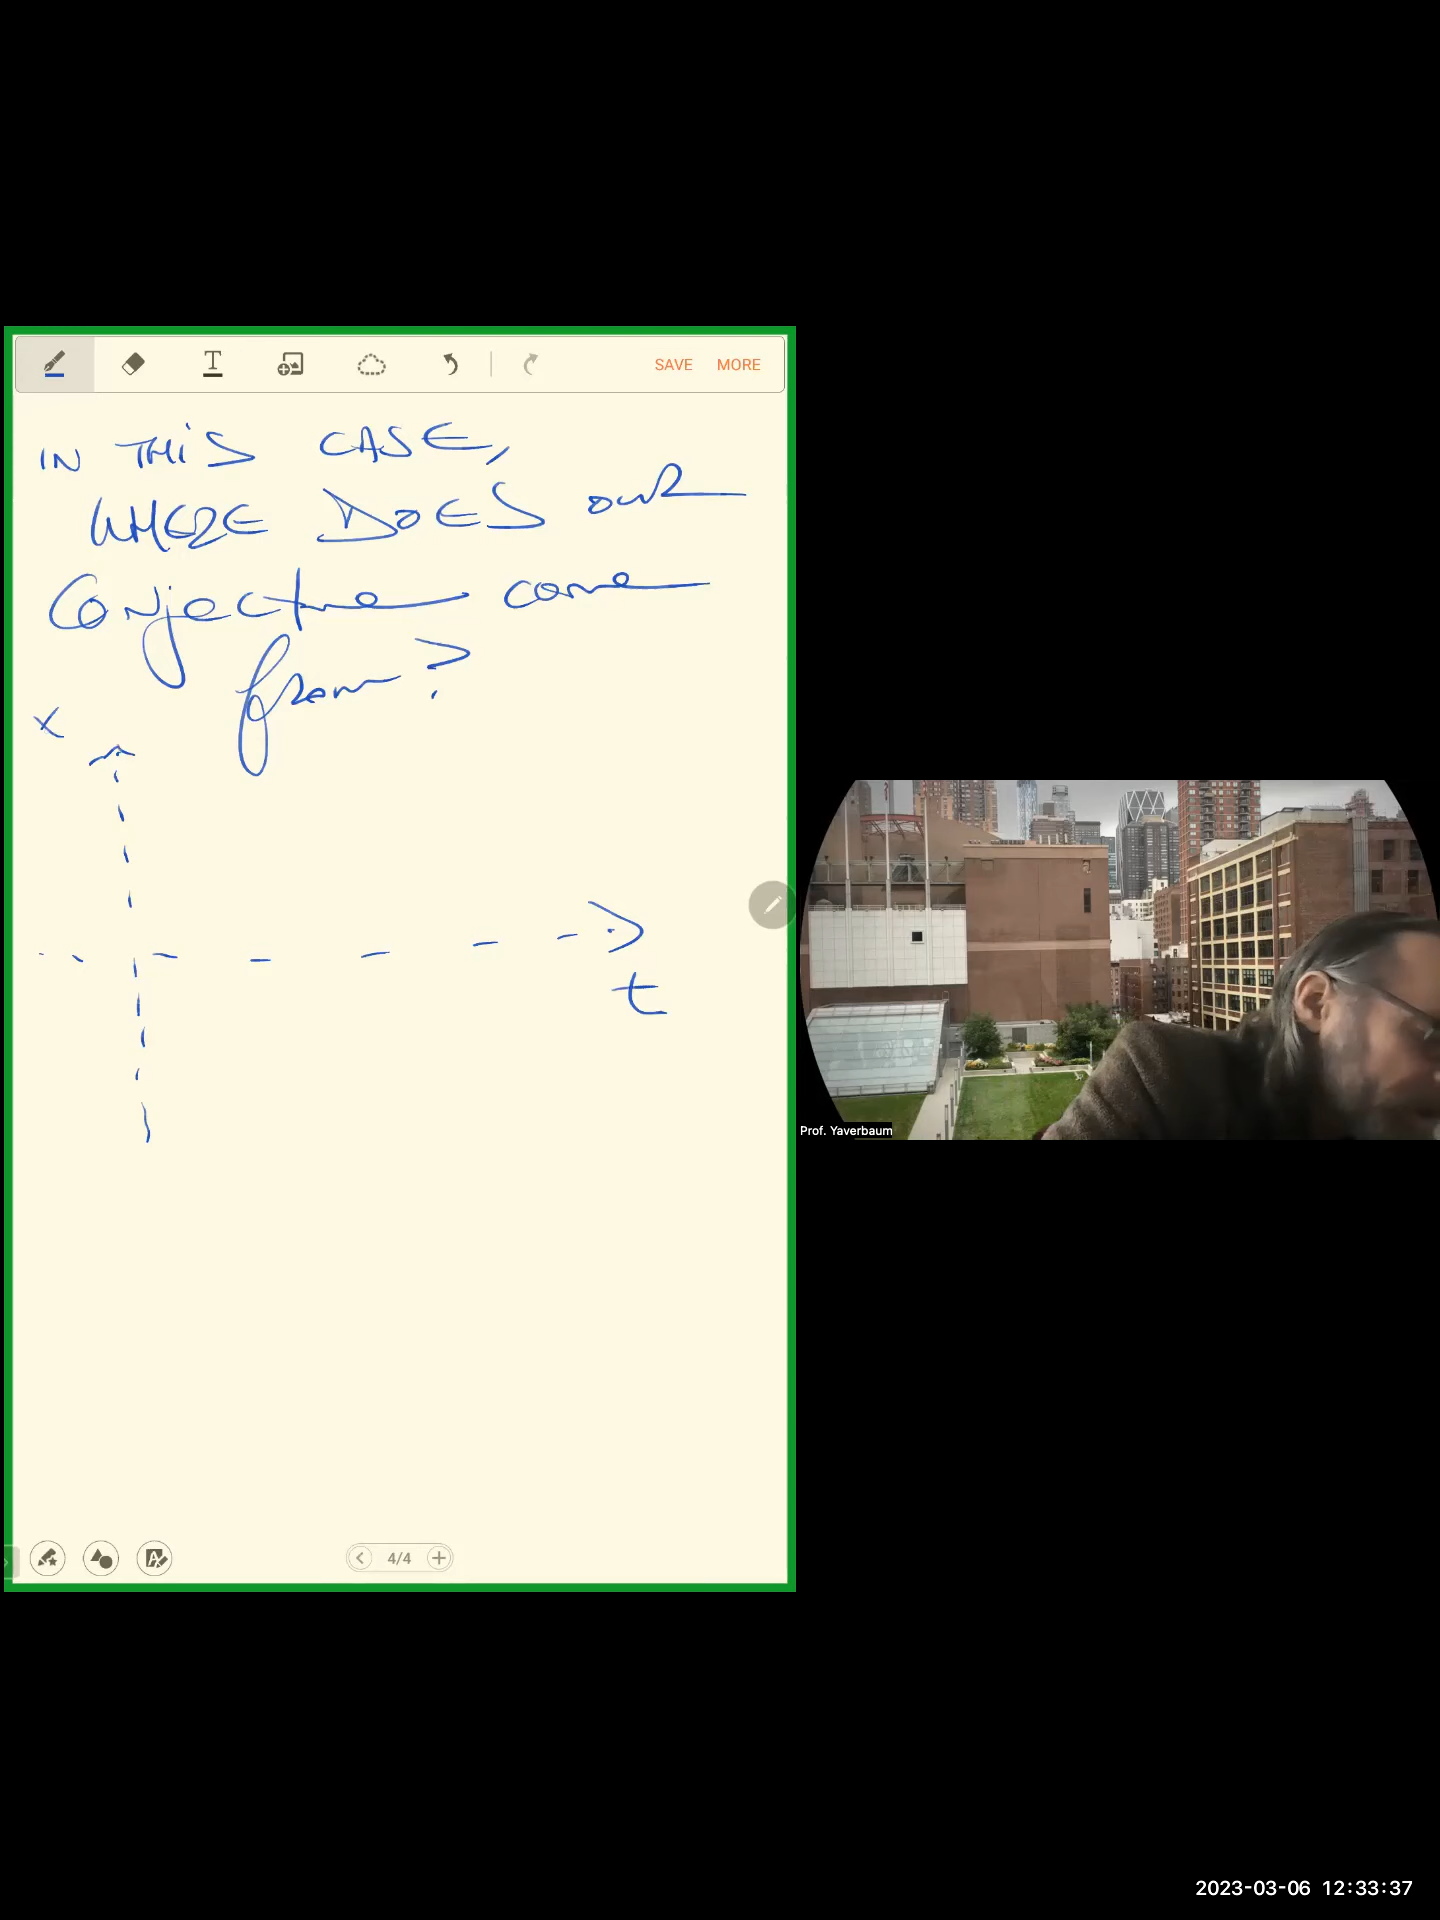 SAVE MORE
IN THIS CASE,
WHERE DOES our
Conjecture come
from?
x
t
4/4
Prof. Yaverbaum
2023-03-06 12:33:37